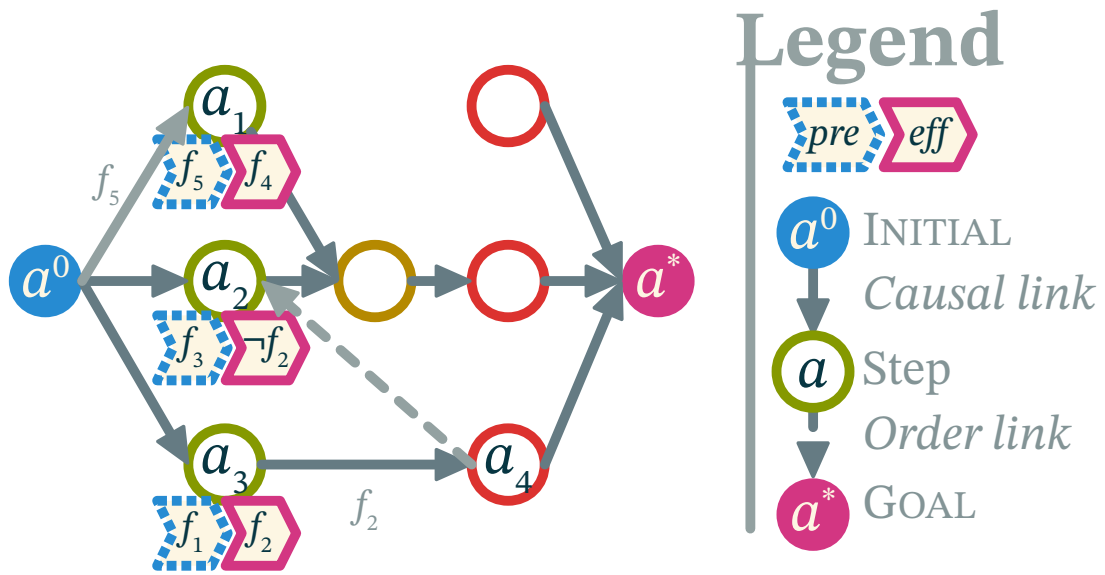 Legend
a₁
f₅
f₅
f₄
pre
eff
a⁰
a₂
a*
a⁰
INITIAL
Causal link
f₃
¬f₂
a
Step
a₃
a₄
f₂
Order link
f₁
f₂
a*
GOAL